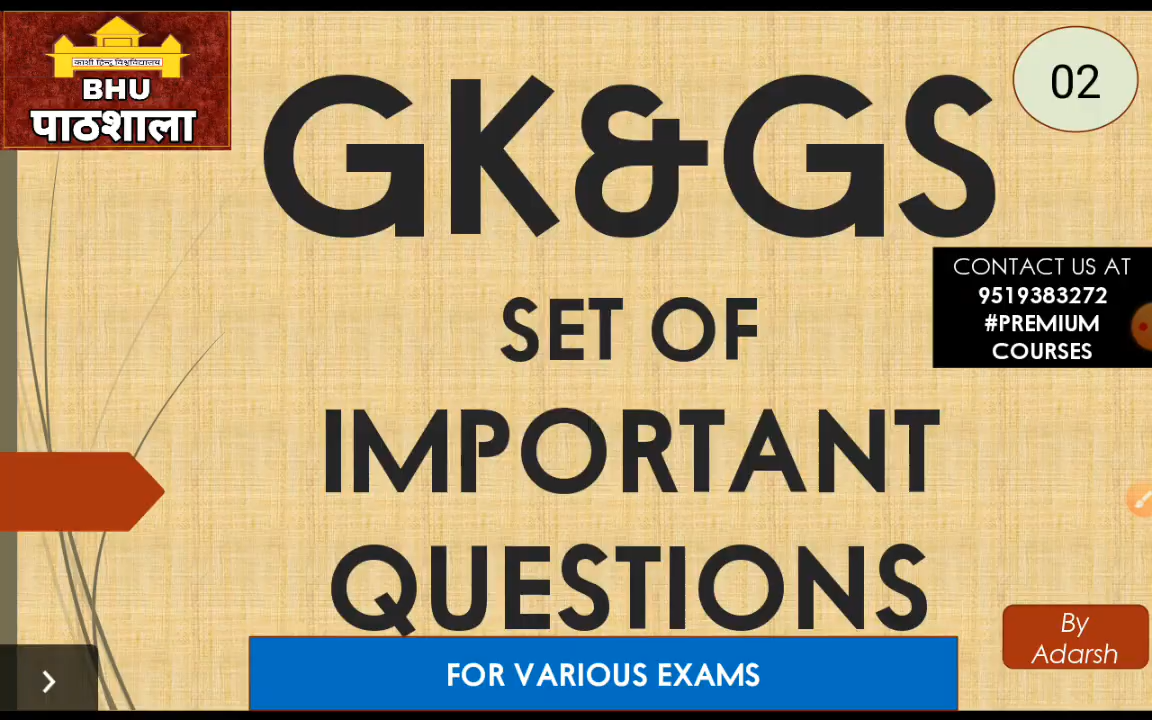 काशी हिन्दू विश्वविद्यालय
BHU
पाठशाला
GK&GS
02
CONTACT US AT
9519383272
#PREMIUM
COURSES
SET OF
IMPORTANT
QUESTIONS
By
Adarsh
FOR VARIOUS EXAMS